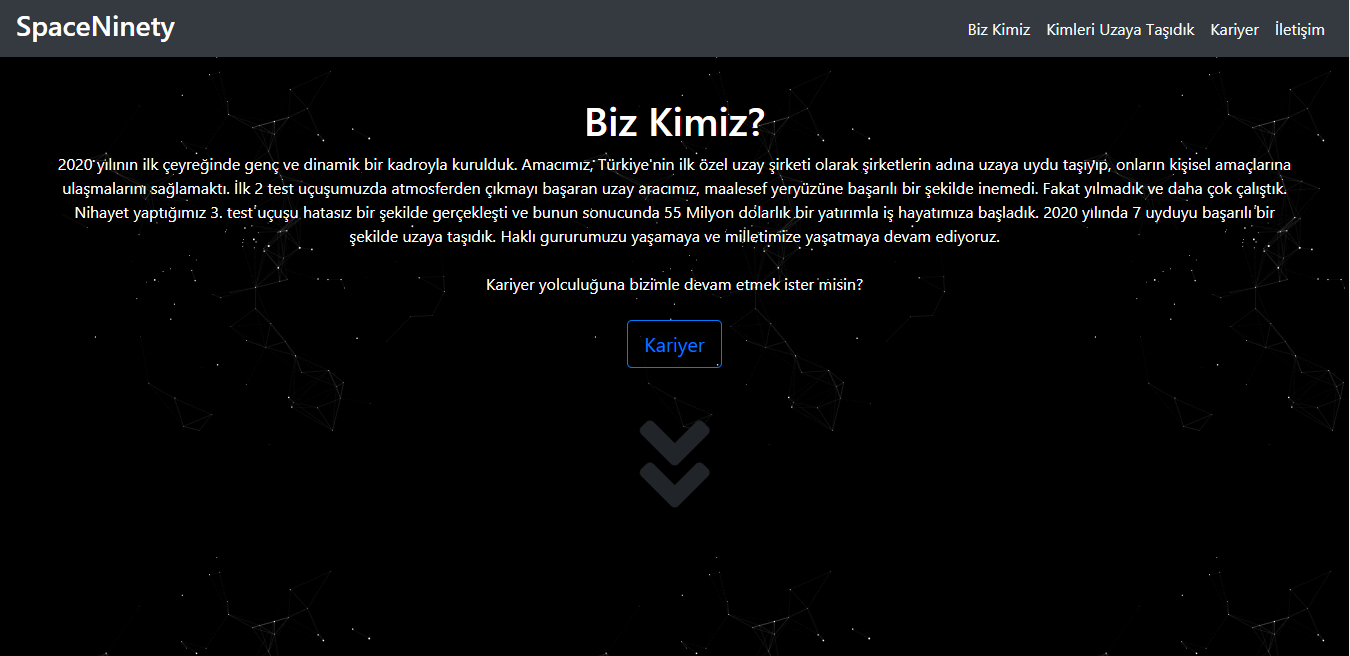 SpaceNinety
Biz Kimiz Kimleri Uzaya Taşıdık Kariyer İletişim
Biz Kimiz?
2020 yılının ilk çeyreğinde genç ve dinamik bir kadroyla kurulduk. Amacımız, Türkiye'nin ilk özel uzay şirketi olarak şirketlerin adına uzaya uydu taşıyıp, onların kişisel amaçlarına
ulaşmalarını sağlamaktı. İlk 2 test uçuşumuzda atmosferden çıkmayı başaran uzay aracımız, maalesef yeryüzüne başarılı bir şekilde inemedi. Fakat yılmadık ve daha çok çalıştık.
Nihayet yaptığımız 3. test uçuşu hatasız bir şekilde gerçekleşti ve bunun sonucunda 55 Milyon dolarlık bir yatırımla iş hayatımıza başladık. 2020 yılında 7 uyduyu başarılı bir
şekilde uzaya taşıdık. Haklı gururumuzu yaşamaya ve milletimize yaşatmaya devam ediyoruz.
Kariyer yolculuğuna bizimle devam etmek ister misin?
Kariyer